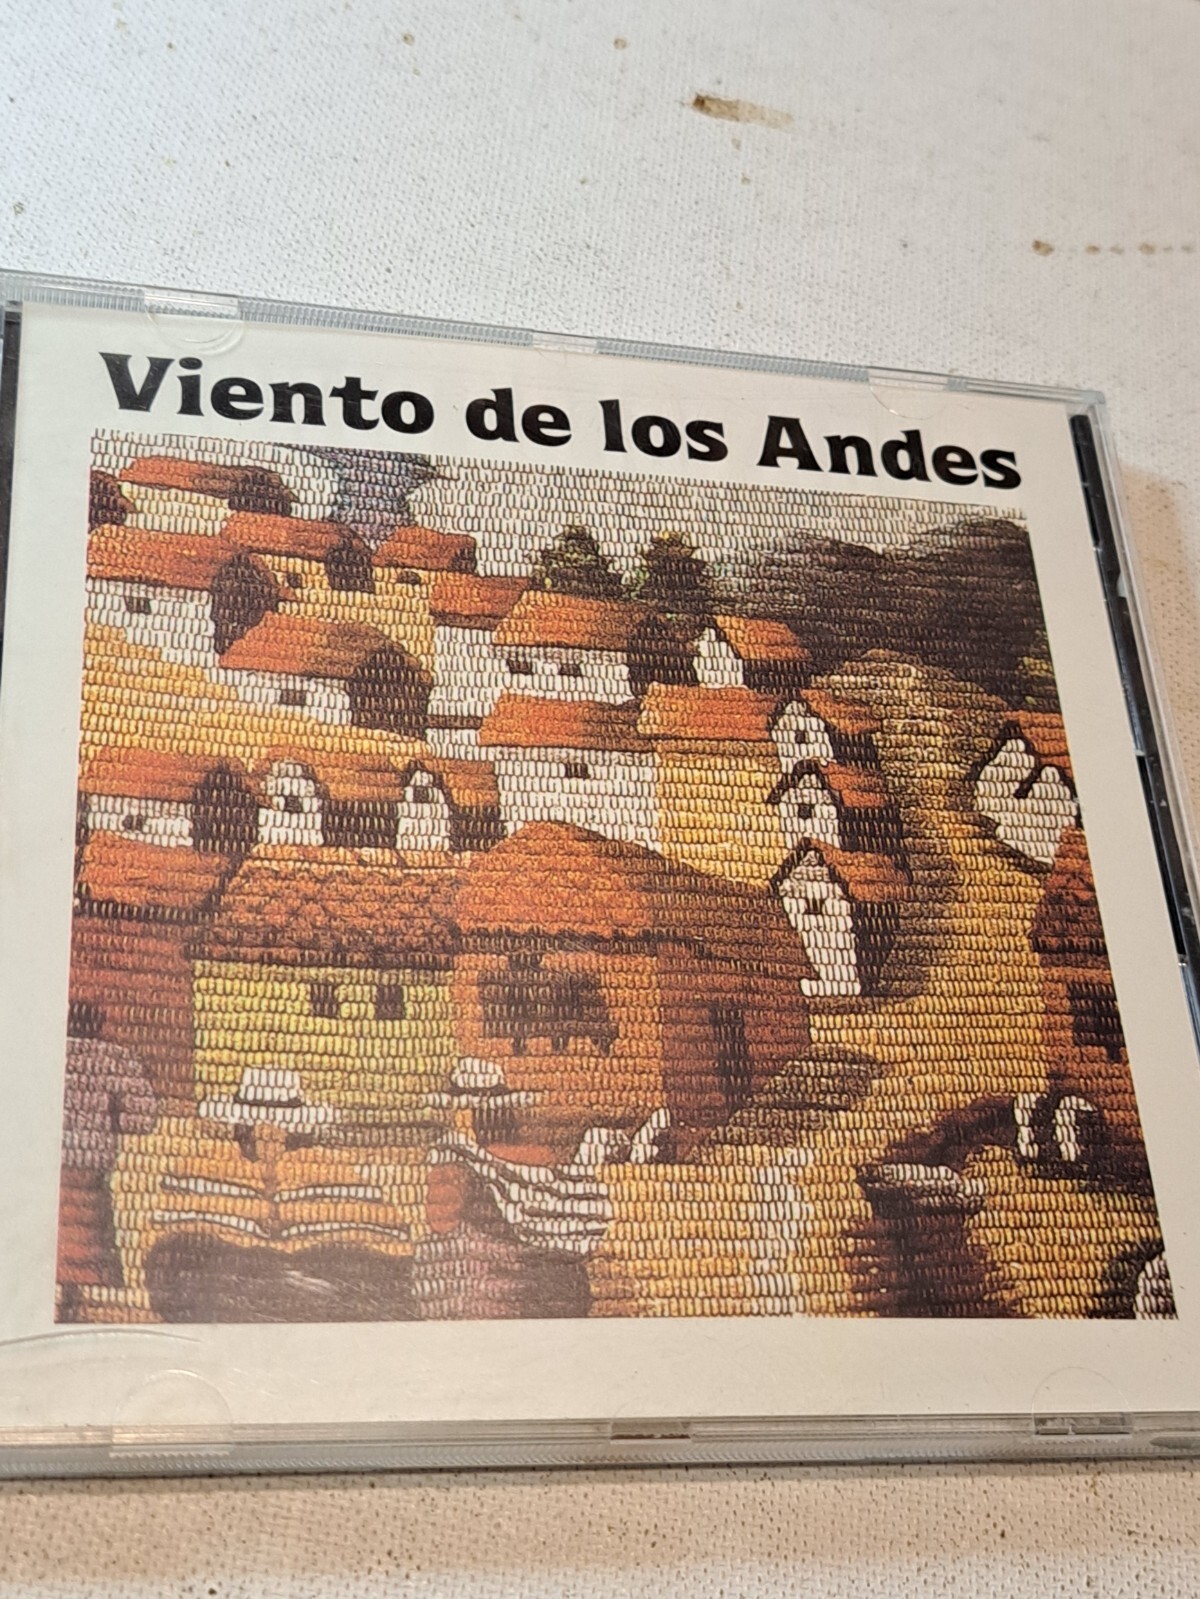 Viento de los Andes